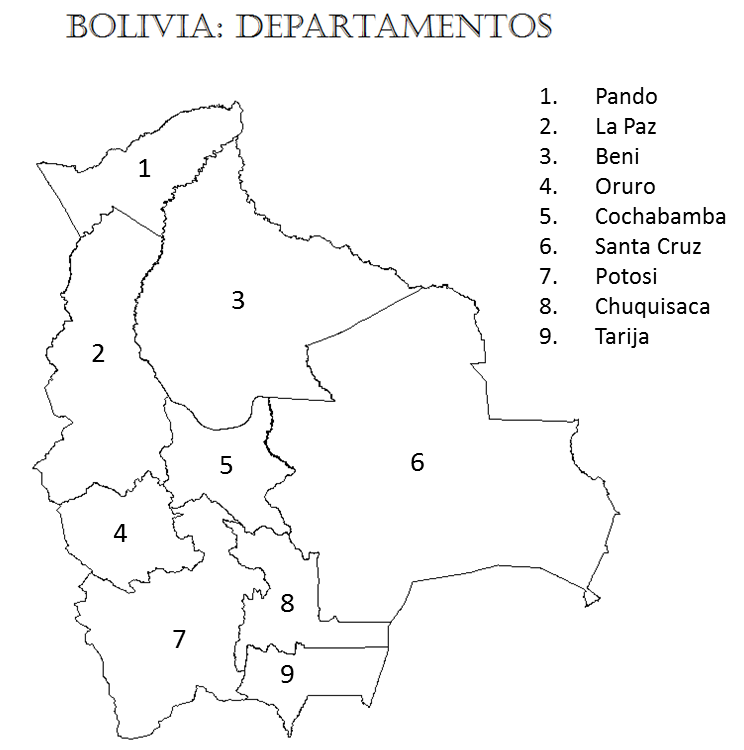 BOLIVIA: DEPARTAMENTOS
1. Pando
2. La Paz
3. Beni
4. Oruro
5. Cochabamba
6. Santa Cruz
7. Potosi
8. Chuquisaca
9. Tarija
1
3
2
5
6
4
8
7
9